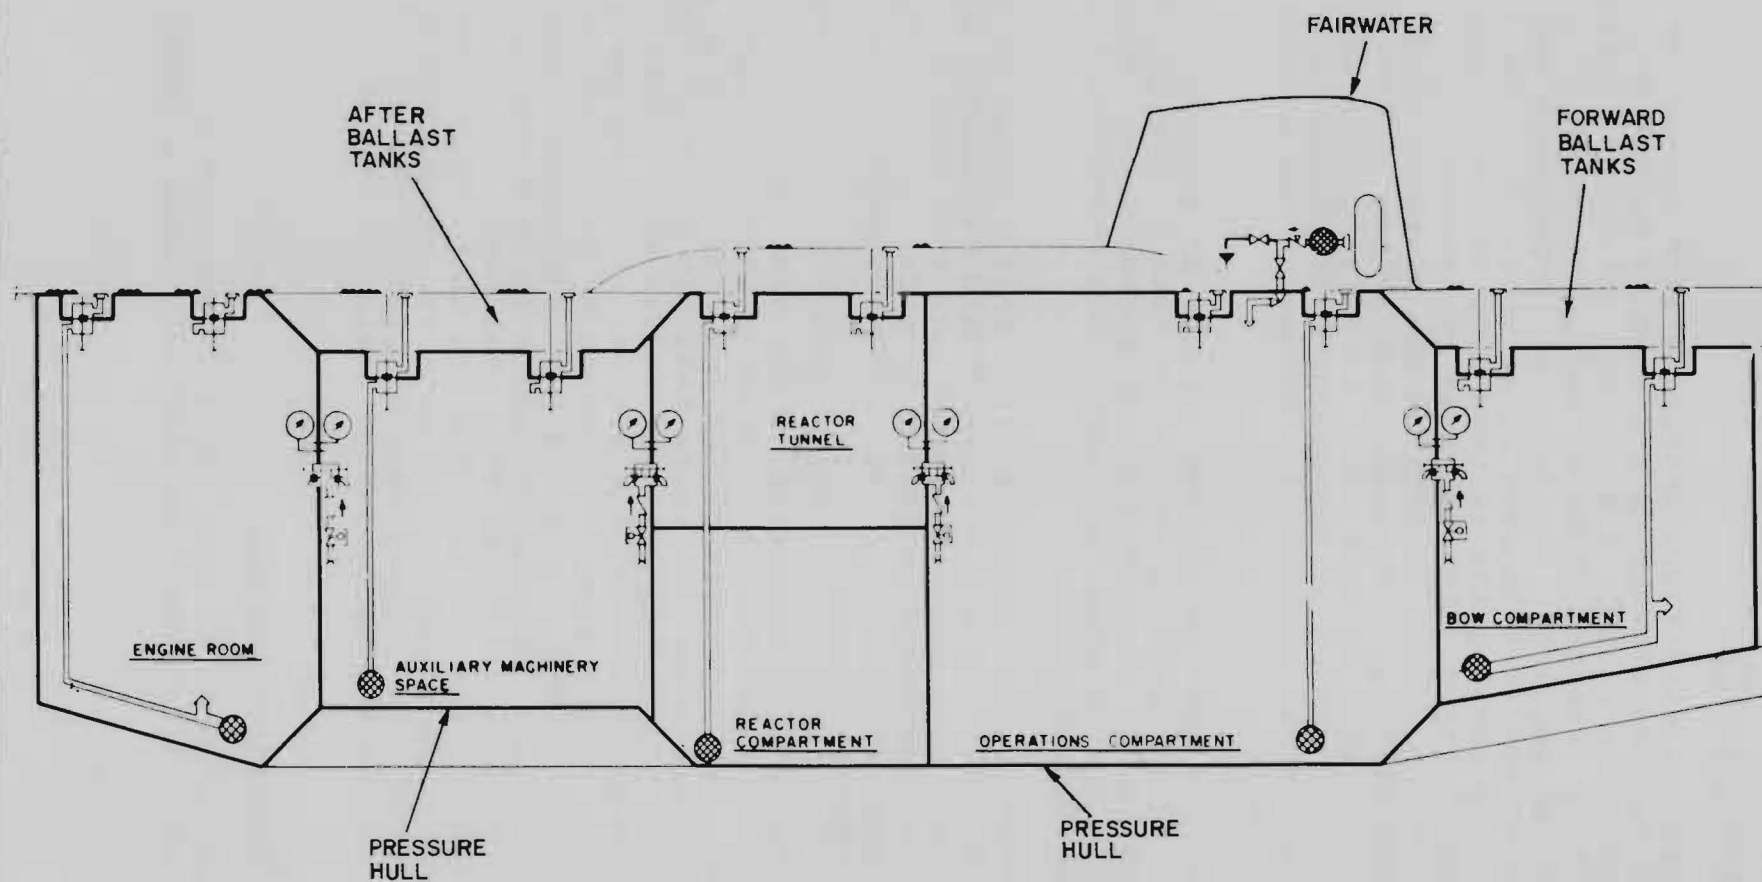 FAIRWATER
AFTER
BALLAST
TANKS
FORWARD
BALLAST
TANKS
REACTOR
TUNNEL
ENGINE ROOM
AUXILIARY MACHINERY
SPACE
REACTOR
COMPARTMENT
OPERATIONS COMPARTMENT
BOW COMPARTMENT
PRESSURE
HULL
PRESSURE
HULL